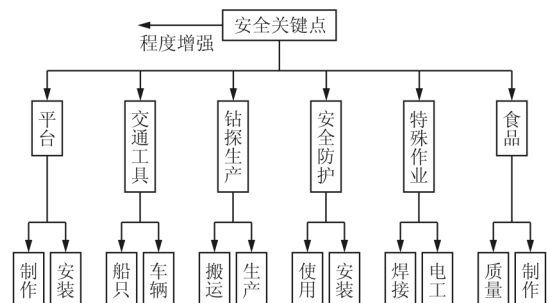 安全关键点
程度增强
平台
交通工具
钻探生产
安全防护
特殊作业
食品
制作
安装
船只
车辆
搬运
生产
使用
安装
焊接
电工
质量
制作